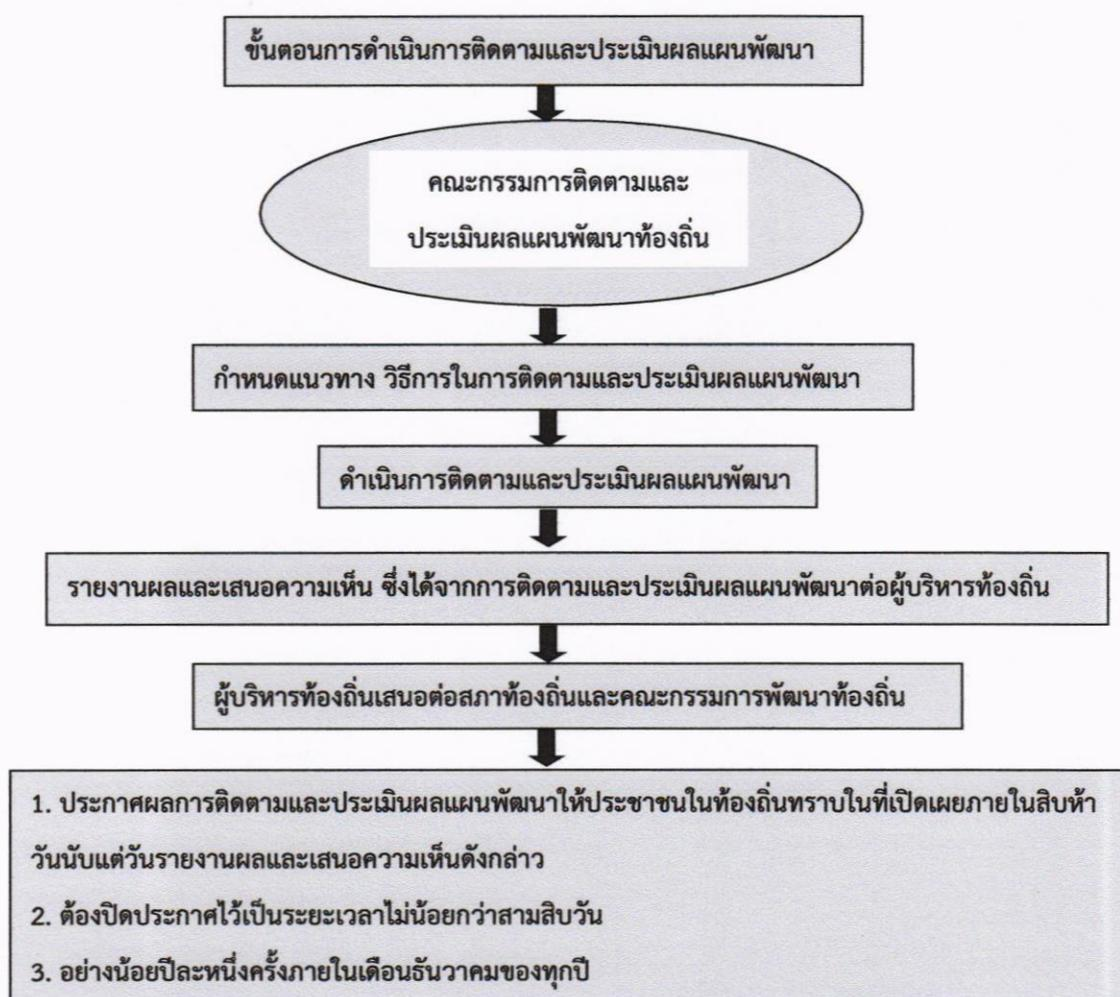 ขั้นตอนการดำเนินการติดตามและประเมินผลแผนพัฒนา
คณะกรรมการติดตามและ
ประเมินผลแผนพัฒนาท้องถิ่น
กำหนดแนวทาง วิธีการในการติดตามและประเมินผลแผนพัฒนา
ดำเนินการติดตามและประเมินผลแผนพัฒนา
รายงานผลและเสนอความเห็น ซึ่งได้จากการติดตามและประเมินผลแผนพัฒนาต่อผู้บริหารท้องถิ่น
ผู้บริหารท้องถิ่นเสนอต่อสภาท้องถิ่นและคณะกรรมการพัฒนาท้องถิ่น
1. ประกาศผลการติดตามและประเมินผลแผนพัฒนาให้ประชาชนในท้องถิ่นทราบในที่เปิดเผยภายในสิบห้า
วันนับแต่วันรายงานผลและเสนอความเห็นดังกล่าว
2. ต้องปิดประกาศไว้เป็นระยะเวลาไม่น้อยกว่าสามสิบวัน
3. อย่างน้อยปีละหนึ่งครั้งภายในเดือนธันวาคมของทุกปี